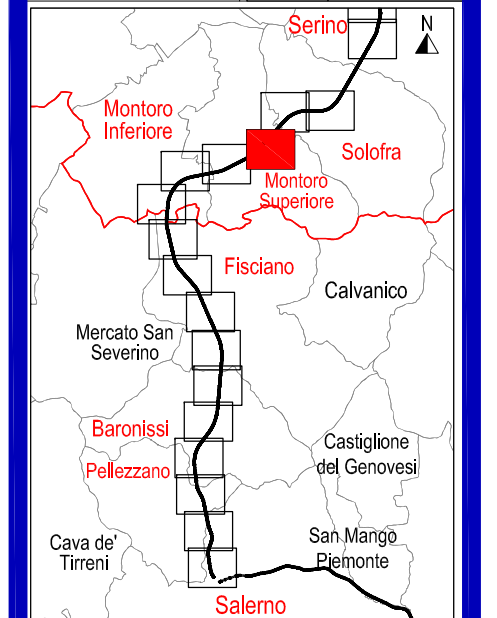 Serino
N
Montoro
Inferiore
Solofra
Montoro
Superiore
Fisciano
Calvanico
Mercato San
Severino
Baronissi
Castiglione
del Genovesi
Pellezzano
Cava de'
Tirreni
San Mango
Piemonte
Salerno